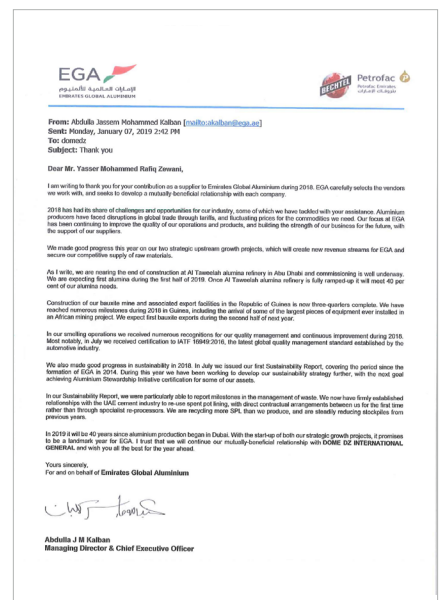 EGA
الإمارات العالمية للألمنيوم
EMIRATES GLOBAL ALUMINIUM
BECHTEL
Petrofac
Petrofac Emirates
From: Abdulla Jassem Mohammed Kalban [mailto:akalban@ega.ae]
Sent: Monday, January 07, 2019 2:42 PM
To: domedz
Subject: Thank you
Dear Mr. Yasser Mohammed Rafiq Zewani,
I am writing to thank you for your contribution as a supplier to Emirates Global Aluminium during 2018. EGA carefully selects the vendors
we work with, and seeks to develop a mutually-beneficial relationship with each company.
2018 has had its share of challenges and opportunities for our industry, some of which we have tackled with your assistance. Aluminium
producers have faced disruptions in global trade through tariffs, and fluctuating prices for the commodities we need. Our focus at EGA
has been continuing to improve the quality of our operations and products, and building the strength of our business for the future, with
the support of our suppliers.
We made good progress this year on our two strategic upstream growth projects, which will create new revenue streams for EGA and
secure our competitive supply of raw materials.
As I write, we are nearing the end of construction at Al Taweelah alumina refinery in Abu Dhabi and commissioning is well underway.
We are expecting first alumina during the first half of 2019. Once Al Taweelah alumina refinery is fully ramped-up it will meet 40 per
cent of our alumina needs.
Construction of our bauxite mine and associated export facilities in the Republic of Guinea is now three-quarters complete. We have
reached numerous milestones during 2018 in Guinea, including the arrival of some of the largest pieces of equipment ever installed in
an African mining project. We expect first bauxite exports during the second half of next year.
In our smelting operations we received numerous recognitions for our quality management and continuous improvement during 2018.
Most notably, in July we received certification to IATF 16949:2016, the latest global quality management standard established by the
automotive industry.
We also made good progress in sustainability in 2018. In July we issued our first Sustainability Report, covering the period since the
formation of EGA in 2014. During this year we have been working to develop our sustainability strategy further, with the next goal
achieving Aluminium Stewardship Initiative certification for some of our assets.
In our Sustainability Report, we were particularly able to report milestones in the management of waste. We now have firmly established
relationships with the UAE cement industry to re-use spent pot lining, with direct contractual arrangements between us for the first time
rather than through specialist re-processors. We are recycling more SPL than we produce, and are steadily reducing stockpiles from
previous years.
In 2019 it will be 40 years since aluminium production began in Dubai. With the start-up of both our strategic growth projects, it promises
to be a landmark year for EGA. I trust that we will continue our mutually-beneficial relationship with DOME DZ INTERNATIONAL
GENERAL and wish you all the best for the year ahead.
Yours sincerely,
For and on behalf of Emirates Global Aluminium
Abdulla J M Kalban
Managing Director & Chief Executive Officer